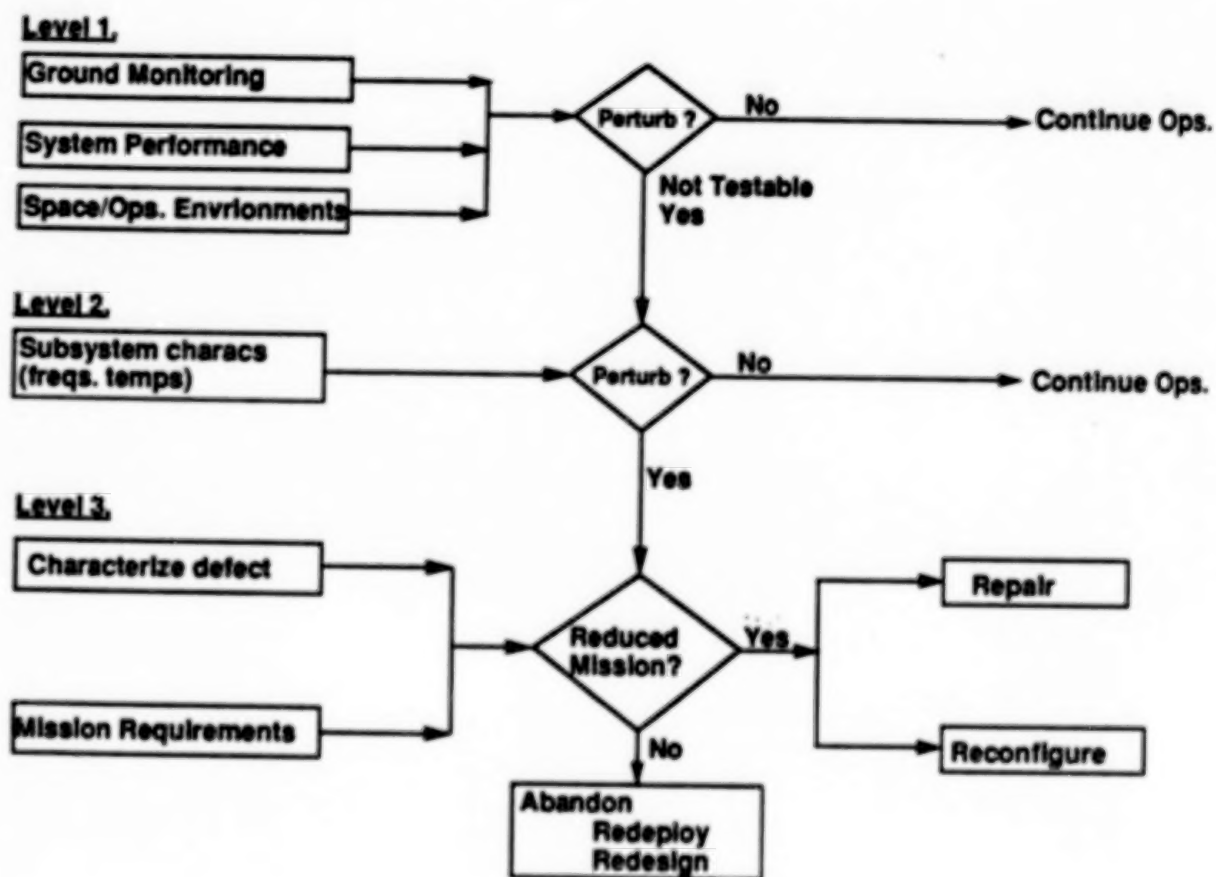 Level 1.
Ground Monitoring
System Performance
Space/Ops. Envrionments
Perturb ?
No
Continue Ops.
Not Testable
Yes
Level 2.
Subsystem characs
(freqs. temps)
Perturb ?
No
Continue Ops.
Yes
Level 3.
Characterize defect
Mission Requirements
Reduced
Mission?
Yes
Repair
Reconfigure
No
Abandon
Redeploy
Redesign